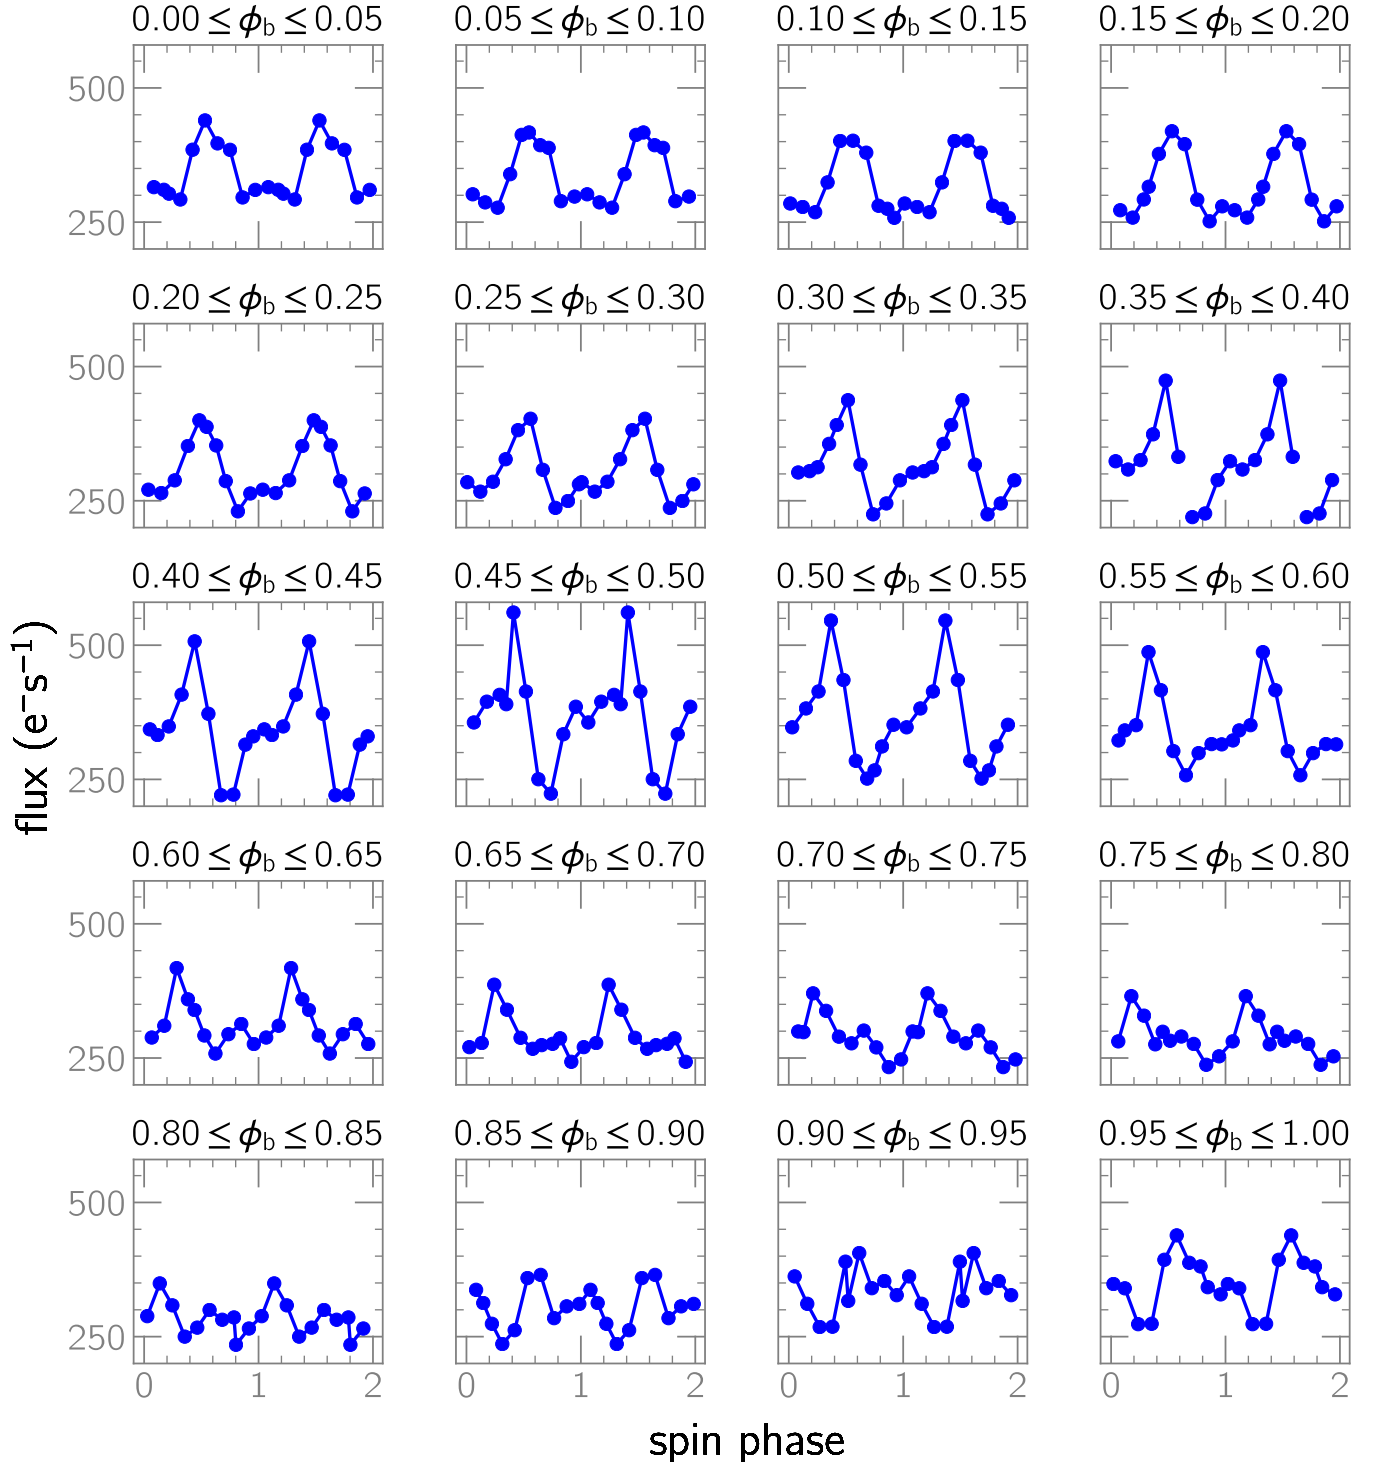 0.00 ≤ ϕb ≤ 0.05
0.05 ≤ ϕb ≤ 0.10
0.10 ≤ ϕb ≤ 0.15
0.15 ≤ ϕb ≤ 0.20
500
250
0.20 ≤ ϕb ≤ 0.25
0.25 ≤ ϕb ≤ 0.30
0.30 ≤ ϕb ≤ 0.35
0.35 ≤ ϕb ≤ 0.40
500
250
0.40 ≤ ϕb ≤ 0.45
0.45 ≤ ϕb ≤ 0.50
0.50 ≤ ϕb ≤ 0.55
0.55 ≤ ϕb ≤ 0.60
500
250
flux (e⁻s⁻¹)
0.60 ≤ ϕb ≤ 0.65
0.65 ≤ ϕb ≤ 0.70
0.70 ≤ ϕb ≤ 0.75
0.75 ≤ ϕb ≤ 0.80
500
250
0.80 ≤ ϕb ≤ 0.85
0.85 ≤ ϕb ≤ 0.90
0.90 ≤ ϕb ≤ 0.95
0.95 ≤ ϕb ≤ 1.00
500
250
0 1 2
0 1 2
0 1 2
0 1 2
spin phase